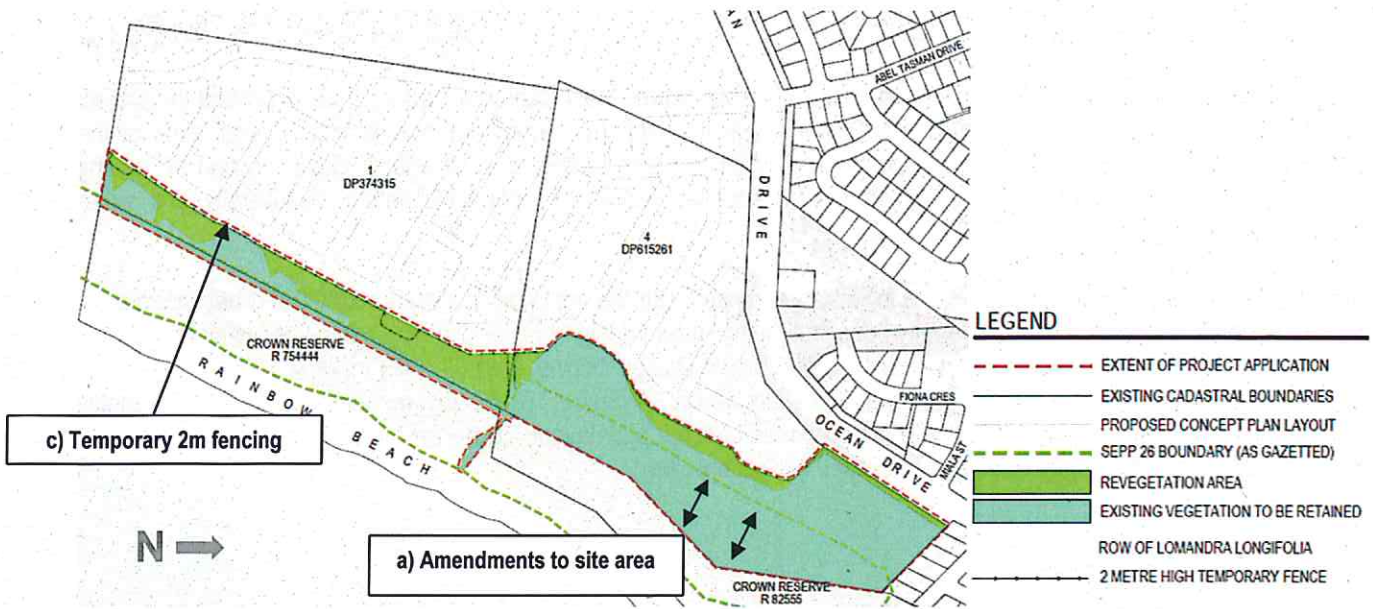 AN
DRIVE
ABEL TASMAN DRIVE
1
DP374315
4
DP615261
CROWN RESERVE
R 754444
RAINBOW BEACH
c) Temporary 2m fencing
N
a) Amendments to site area
CROWN RESERVE
R 82555
OCEAN DRIVE
FIONA CRES
MIALA ST
LEGEND
EXTENT OF PROJECT APPLICATION
EXISTING CADASTRAL BOUNDARIES
PROPOSED CONCEPT PLAN LAYOUT
SEPP 26 BOUNDARY (AS GAZETTED)
REVEGETATION AREA
EXISTING VEGETATION TO BE RETAINED
ROW OF LOMANDRA LONGIFOLIA
2 METRE HIGH TEMPORARY FENCE